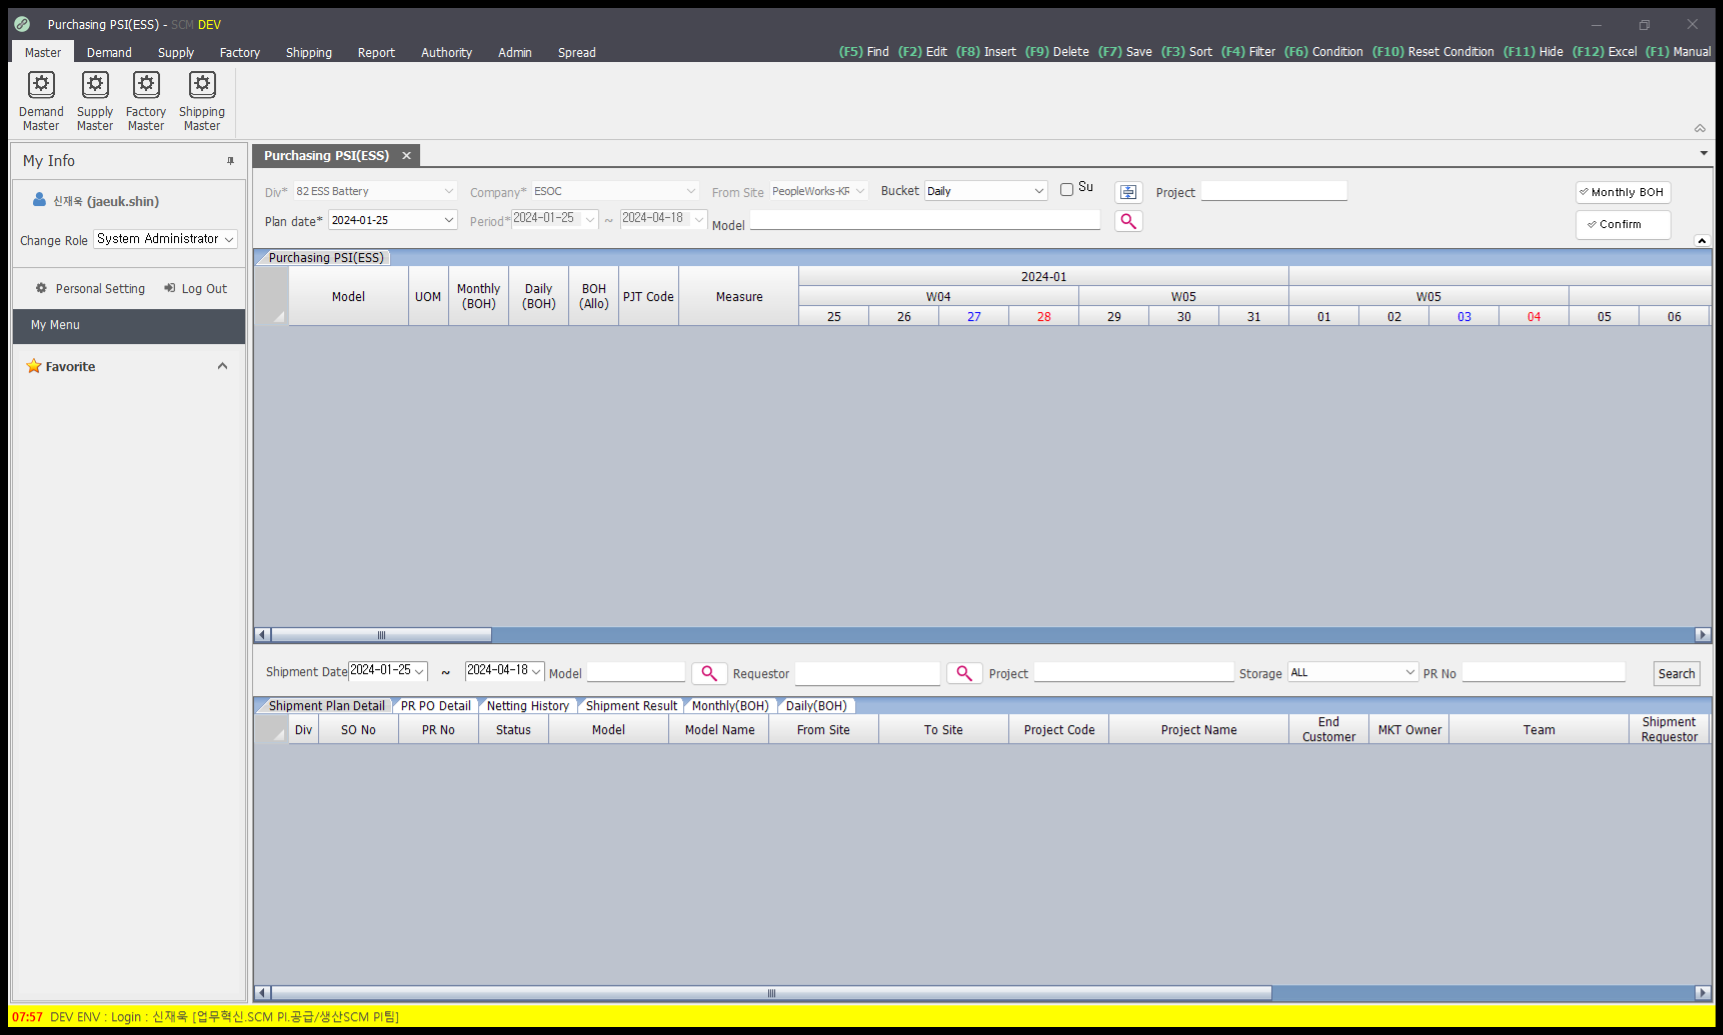 Purchasing PSI(ESS) - SCM DEV
Master Demand Supply Factory Shipping Report Authority Admin Spread
(F5) Find (F2) Edit (F8) Insert (F9) Delete (F7) Save (F3) Sort (F4) Filter (F6) Condition (F10) Reset Condition (F11) Hide (F12) Excel (F1) Manual
Demand Master
Supply Master
Factory Master
Shipping Master
My Info
신재욱 (jaeuk.shin)
Change Role System Administrator
Personal Setting Log Out
My Menu
Favorite
Purchasing PSI(ESS)
Div* 82 ESS Battery Company* ESOC From Site PeopleWorks-KR Bucket Daily Su Project Monthly BOH
Plan date* 2024-01-25 Period* 2024-01-25 ~ 2024-04-18 Model Confirm
Purchasing PSI(ESS)
Model UOM Monthly (BOH) Daily (BOH) BOH (Allo) PJT Code Measure
2024-01
W04 W05 W05
25 26 27 28 29 30 31 01 02 03 04 05 06
Shipment Date 2024-01-25 ~ 2024-04-18 Model Requestor Project Storage ALL PR No Search
Shipment Plan Detail PR PO Detail Netting History Shipment Result Monthly(BOH) Daily(BOH)
Div SO No PR No Status Model Model Name From Site To Site Project Code Project Name End Customer MKT Owner Team Shipment Requestor
07:57 DEV ENV : Login : 신재욱 [업무혁신.SCM PI.공급/생산SCM PI팀]